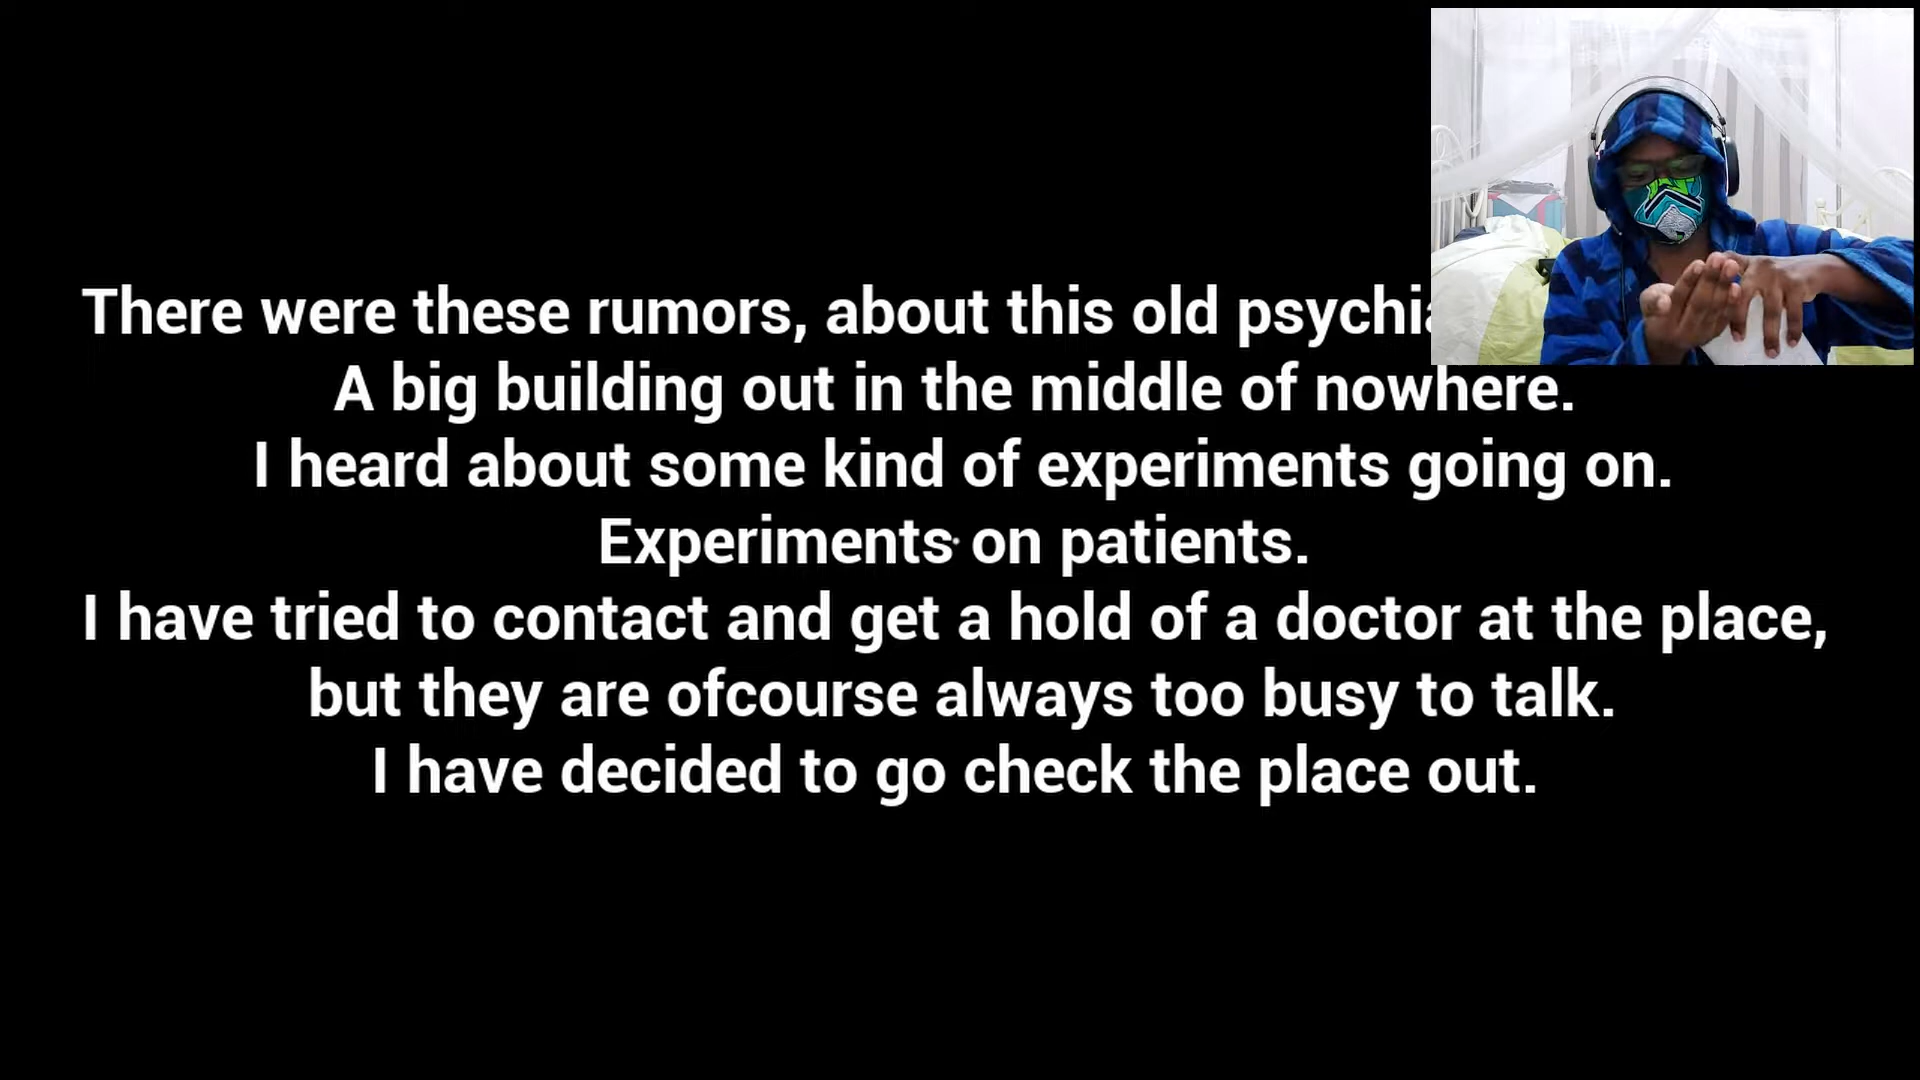 There were these rumors, about this old
A big building out in the middle of nowhere.
I heard about some kind of experiments going on.
Experiments on patients.
I have tried to contact and get a hold of a doctor at the place,
but they are ofcourse always too busy to talk.
I have decided to go check the place out.